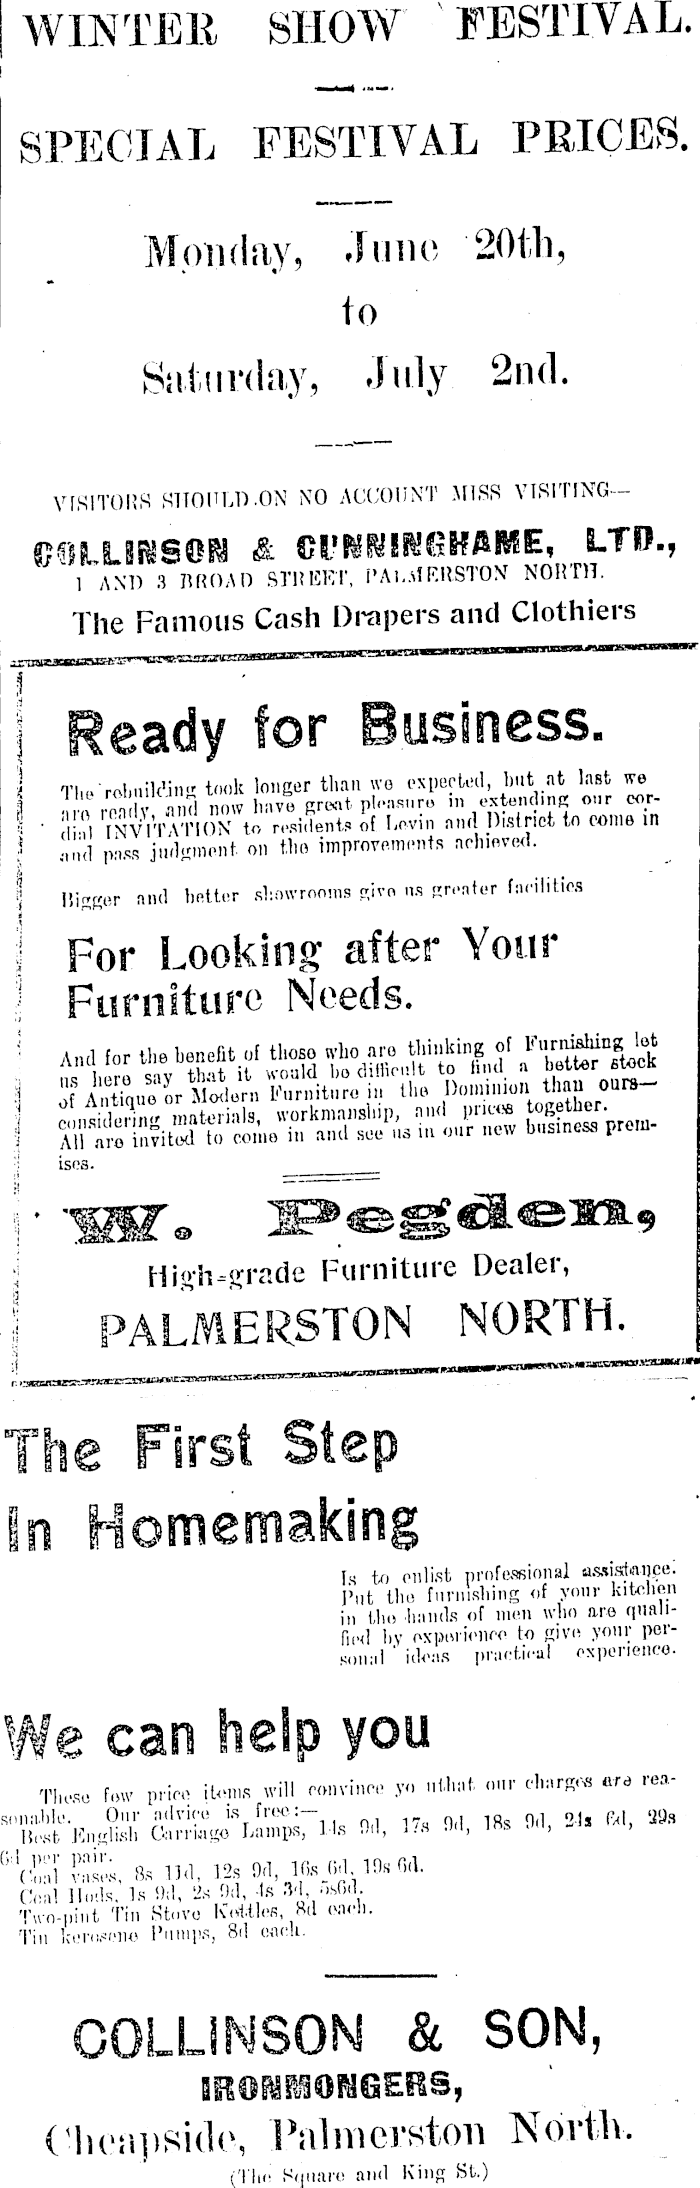 WINTER SHOW FESTIVAL.
SPECIAL FESTIVAL PRICES.
Monday, June 20th,
to
Saturday, July 2nd.
VISITORS SHOULD ON NO ACCOUNT MISS VISITING—
COLLINSON & CUNNINGHAME, LTD.,
1 AND 3 BROAD STREET, PALMERSTON NORTH.
The Famous Cash Drapers and Clothiers
Ready for Business.
The rebuilding took longer than we expected, but at last we
are ready, and now have great pleasure in extending our cor-
dial INVITATION to residents of Levin and District to come in
and pass judgment on the improvements achieved.
Bigger and better showrooms give us greater facilities
For Looking after Your
Furniture Needs.
And for the benefit of those who are thinking of Furnishing let
us here say that it would be difficult to find a better stock
of Antique or Modern Furniture in the Dominion than ours—
considering materials, workmanship, and prices together.
All are invited to come in and see us in our new business prem-
ises.
W. Pegden,
High-grade Furniture Dealer,
PALMERSTON NORTH.
The First Step
In Homemaking
Is to enlist professional assistance.
Put the furnishing of your kitchen
in the hands of men who are quali-
fied by experience to give your per-
sonal ideas practical experience.
We can help you
These few price items will convince yo uthat our charges are rea-
sonable. Our advice is free:—
Best English Carriage Lamps, 14s 9d, 17s 9d, 18s 9d, 24s 6d, 29s
6d per pair.
Coal vases, 8s 11d, 12s 9d, 16s 6d, 19s 6d.
Coal Hods, 1s 9d, 2s 9d, 4s 3d, 5s6d.
Two-pint Tin Stove Kettles, 8d each.
Tin kerosene Pumps, 8d each.
COLLINSON & SON,
IRONMONGERS,
Cheapside, Palmerston North.
(The Square and King St.)